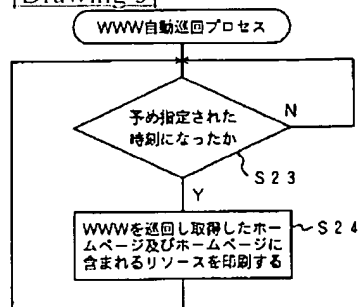 [Drawing 5]
WWW自動巡回プロセス
予め指定された
時刻になったか
N
S23
Y
WWWを巡回し取得したホー
ムページ及びホームページに
含まれるリソースを印刷する
S24